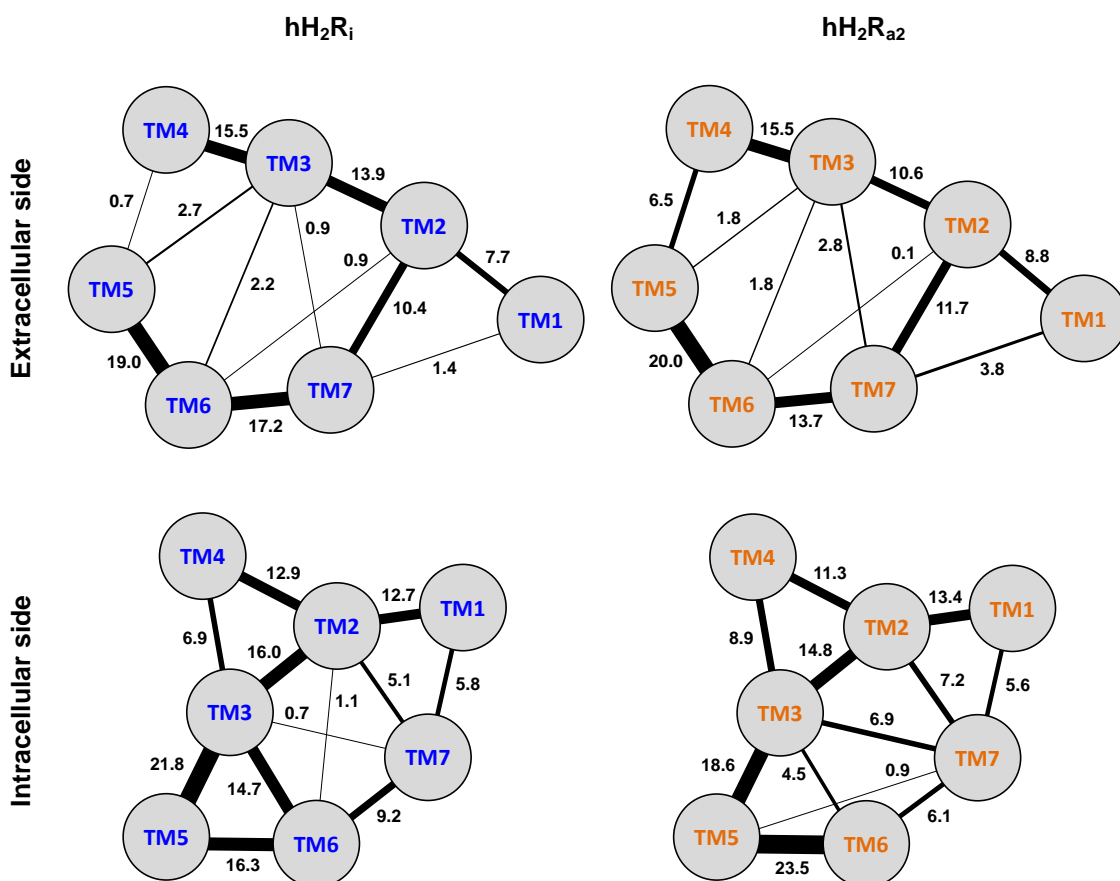 hH₂Rᵢ
hH₂Rₐ₂
Extracellular side
TM4
15.5
TM3
13.9
0.7
2.7
0.9
TM2
7.7
TM5
2.2
0.9
10.4
TM1
19.0
TM6
17.2
TM7
1.4
TM4
15.5
TM3
10.6
6.5
1.8
2.8
0.1
TM2
8.8
TM5
1.8
11.7
TM1
20.0
TM6
13.7
TM7
3.8
Intracellular side
TM4
12.9
12.7
TM1
TM2
6.9
16.0
5.1
5.8
1.1
TM3
0.7
TM7
21.8
14.7
9.2
TM5
16.3
TM6
TM4
11.3
13.4
TM1
TM2
8.9
14.8
7.2
5.6
TM3
6.9
TM7
18.6
4.5
0.9
6.1
TM5
23.5
TM6